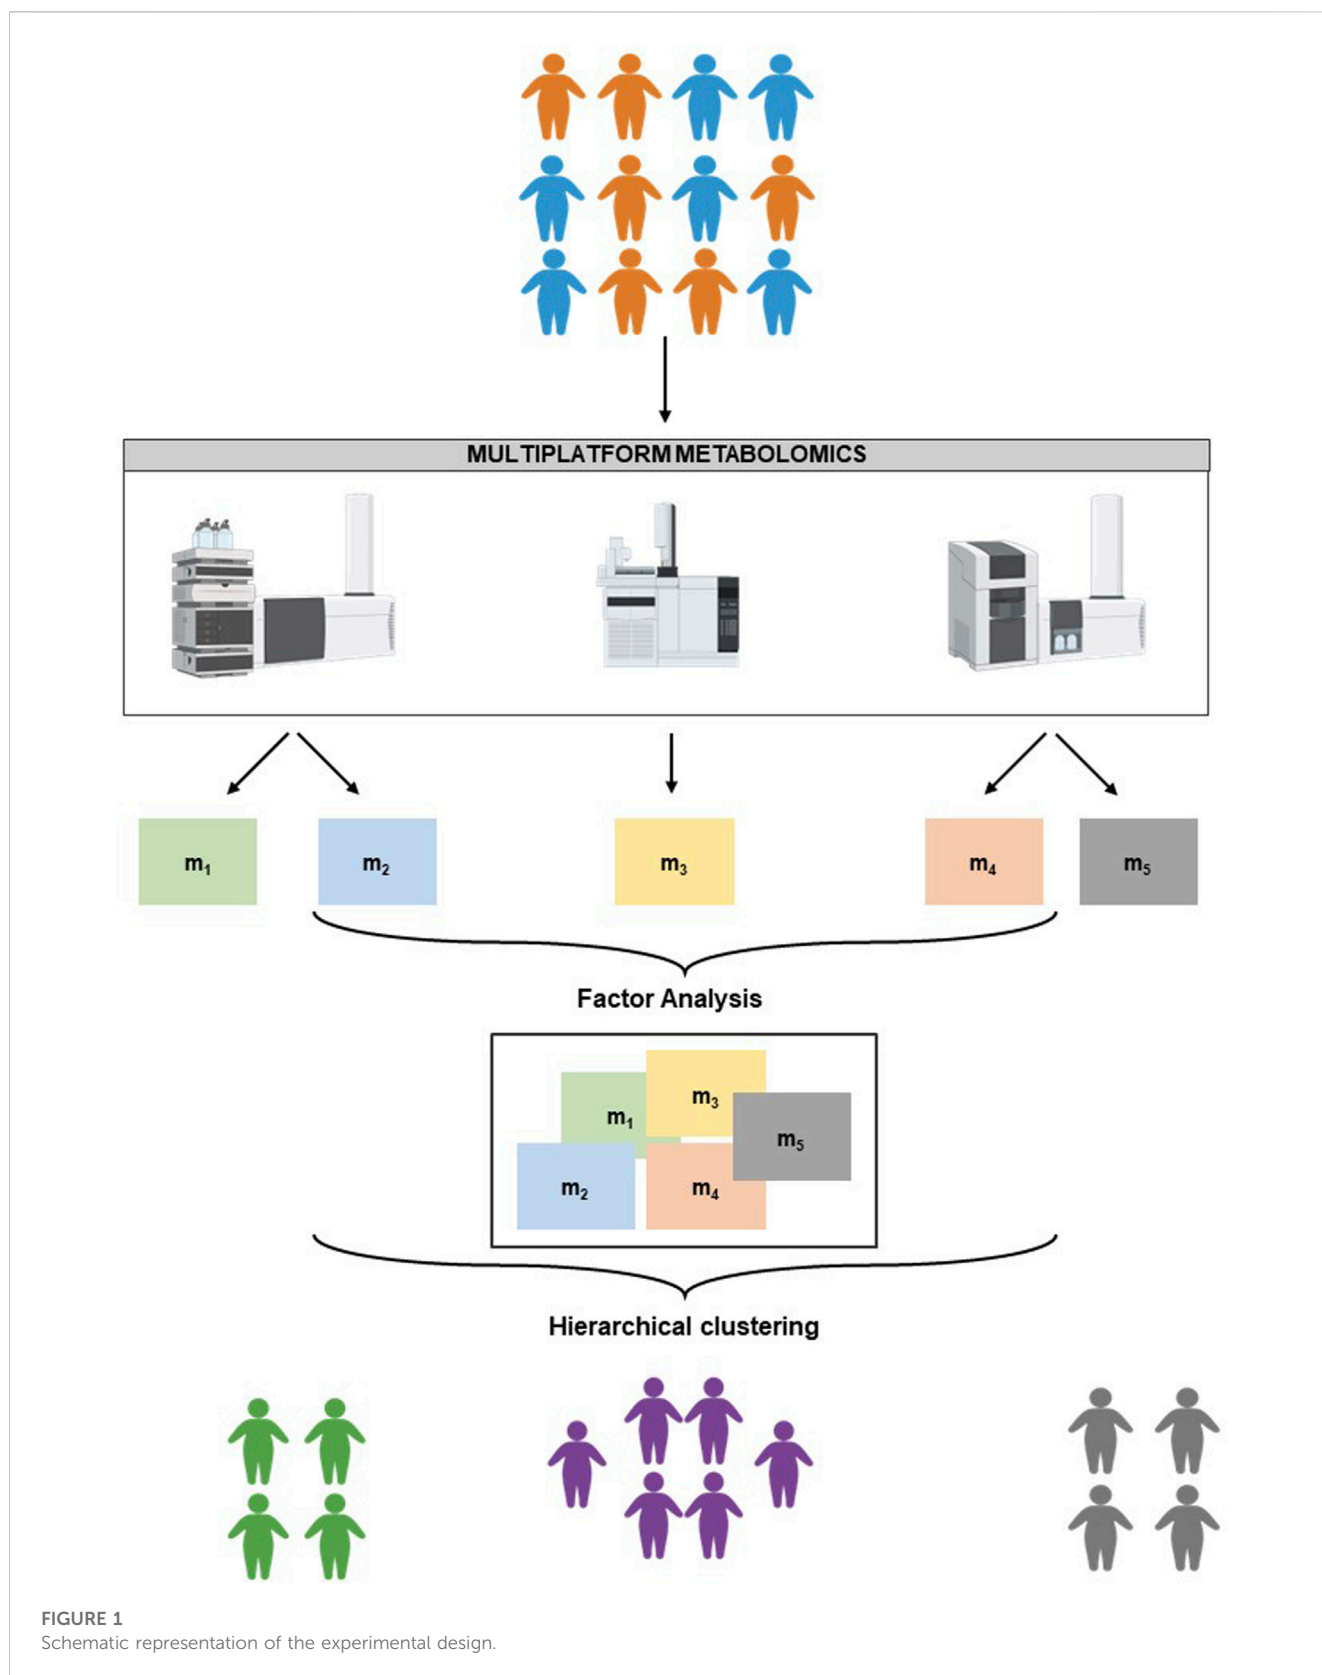 MULTIPLATFORM METABOLOMICS
m1 m2 m3 m4 m5
Factor Analysis
m3
m1
m5
m2 m4
Hierarchical clustering
FIGURE 1
Schematic representation of the experimental design.